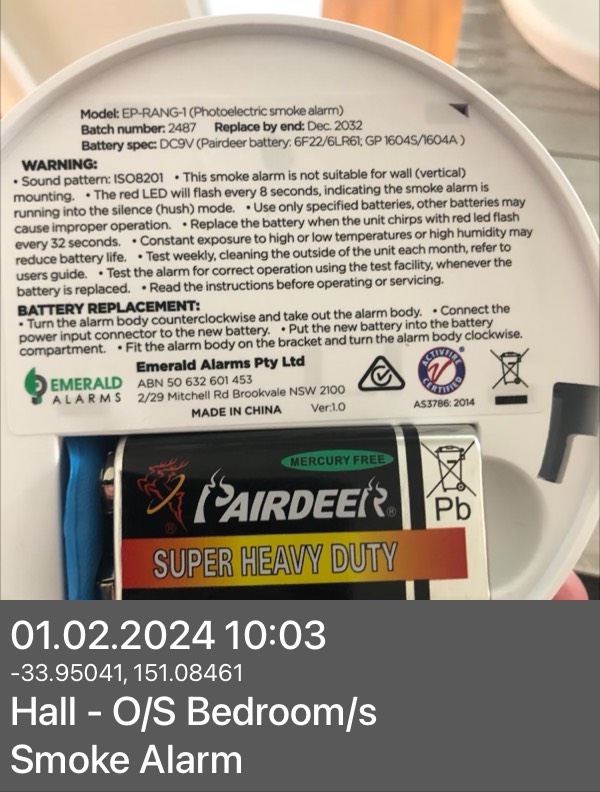 Model: EP-RANG-1 (Photoelectric smoke alarm)
Batch number: 2487 Replace by end: Dec. 2032
Battery spec: DC9V (Pairdeer battery: 6F22/6LR61; GP 1604S/1604A )
WARNING:
• Sound pattern: ISO8201 • This smoke alarm is not suitable for wall (vertical)
mounting. • The red LED will flash every 8 seconds, indicating the smoke alarm is
running into the silence (hush) mode. • Use only specified batteries, other batteries may
cause improper operation. • Replace the battery when the unit chirps with red led flash
every 32 seconds. • Constant exposure to high or low temperatures or high humidity may
reduce battery life. • Test weekly, cleaning the outside of the unit each month, refer to
users guide. • Test the alarm for correct operation using the test facility, whenever the
battery is replaced. • Read the instructions before operating or servicing.
BATTERY REPLACEMENT:
• Turn the alarm body counterclockwise and take out the alarm body. • Connect the
power input connector to the new battery. • Put the new battery into the battery
compartment. • Fit the alarm body on the bracket and turn the alarm body clockwise.
EMERALD
ALARMS
Emerald Alarms Pty Ltd
ABN 50 632 601 453
2/29 Mitchell Rd Brookvale NSW 2100
MADE IN CHINA Ver:1.0
ACTIVFIRE
CERTIFIED
AS3786: 2014
MERCURY FREE
PAIRDEER®
Pb
SUPER HEAVY DUTY
01.02.2024 10:03
-33.95041, 151.08461
Hall - O/S Bedroom/s
Smoke Alarm